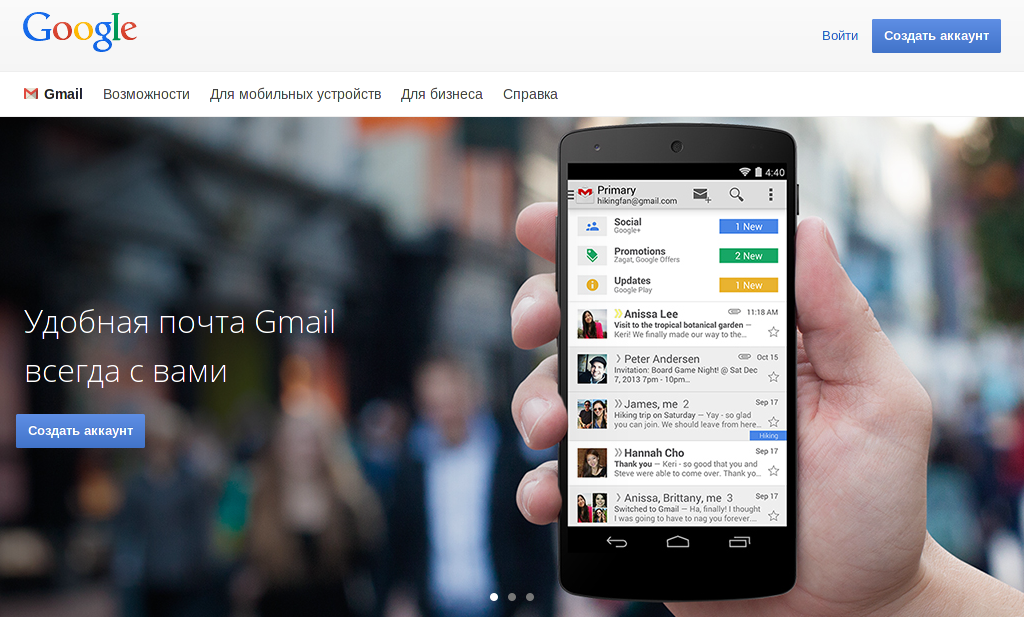 Google
Войти
Создать аккаунт
Gmail
Возможности
Для мобильных устройств
Для бизнеса
Справка
4:40
Primary
hikingfan@gmail.com
Social
Google+
1 New
Promotions
Zagat, Google Offers
2 New
Updates
Google Play
1 New
Anissa Lee
11:18 AM
Visit to the tropical botanical garden –
Keri! We finally made our way to the...
Peter Andersen
Oct 15
Invitation: Board Game Night! @ Sat Dec
7, 2013 7pm - 10pm...
James, me 2
Sep 17
Hiking trip on Saturday – Yay - so glad
you can join. We should leave from here...
Hiking
Hannah Cho
Sep 17
Thank you – Keri - so good that you and
Steve were able to come over. Thank yo...
Anissa, Brittany, me 3
Sep 17
Switched to Gmail – Ha, finally! I thought
I was going to have to nag you forever...
Удобная почта Gmail
всегда с вами
Создать аккаунт